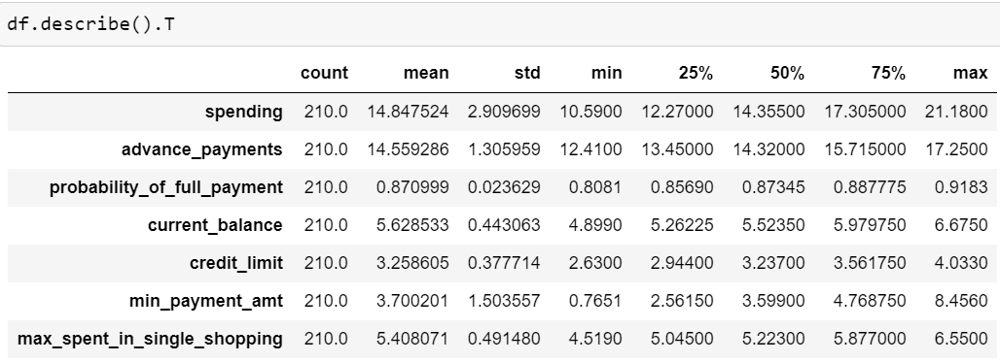 df.describe().T
count mean std min 25% 50% 75% max
spending 210.0 14.847524 2.909699 10.5900 12.27000 14.35500 17.305000 21.1800
advance_payments 210.0 14.559286 1.305959 12.4100 13.45000 14.32000 15.715000 17.2500
probability_of_full_payment 210.0 0.870999 0.023629 0.8081 0.85690 0.87345 0.887775 0.9183
current_balance 210.0 5.628533 0.443063 4.8990 5.26225 5.52350 5.979750 6.6750
credit_limit 210.0 3.258605 0.377714 2.6300 2.94400 3.23700 3.561750 4.0330
min_payment_amt 210.0 3.700201 1.503557 0.7651 2.56150 3.59900 4.768750 8.4560
max_spent_in_single_shopping 210.0 5.408071 0.491480 4.5190 5.04500 5.22300 5.877000 6.5500